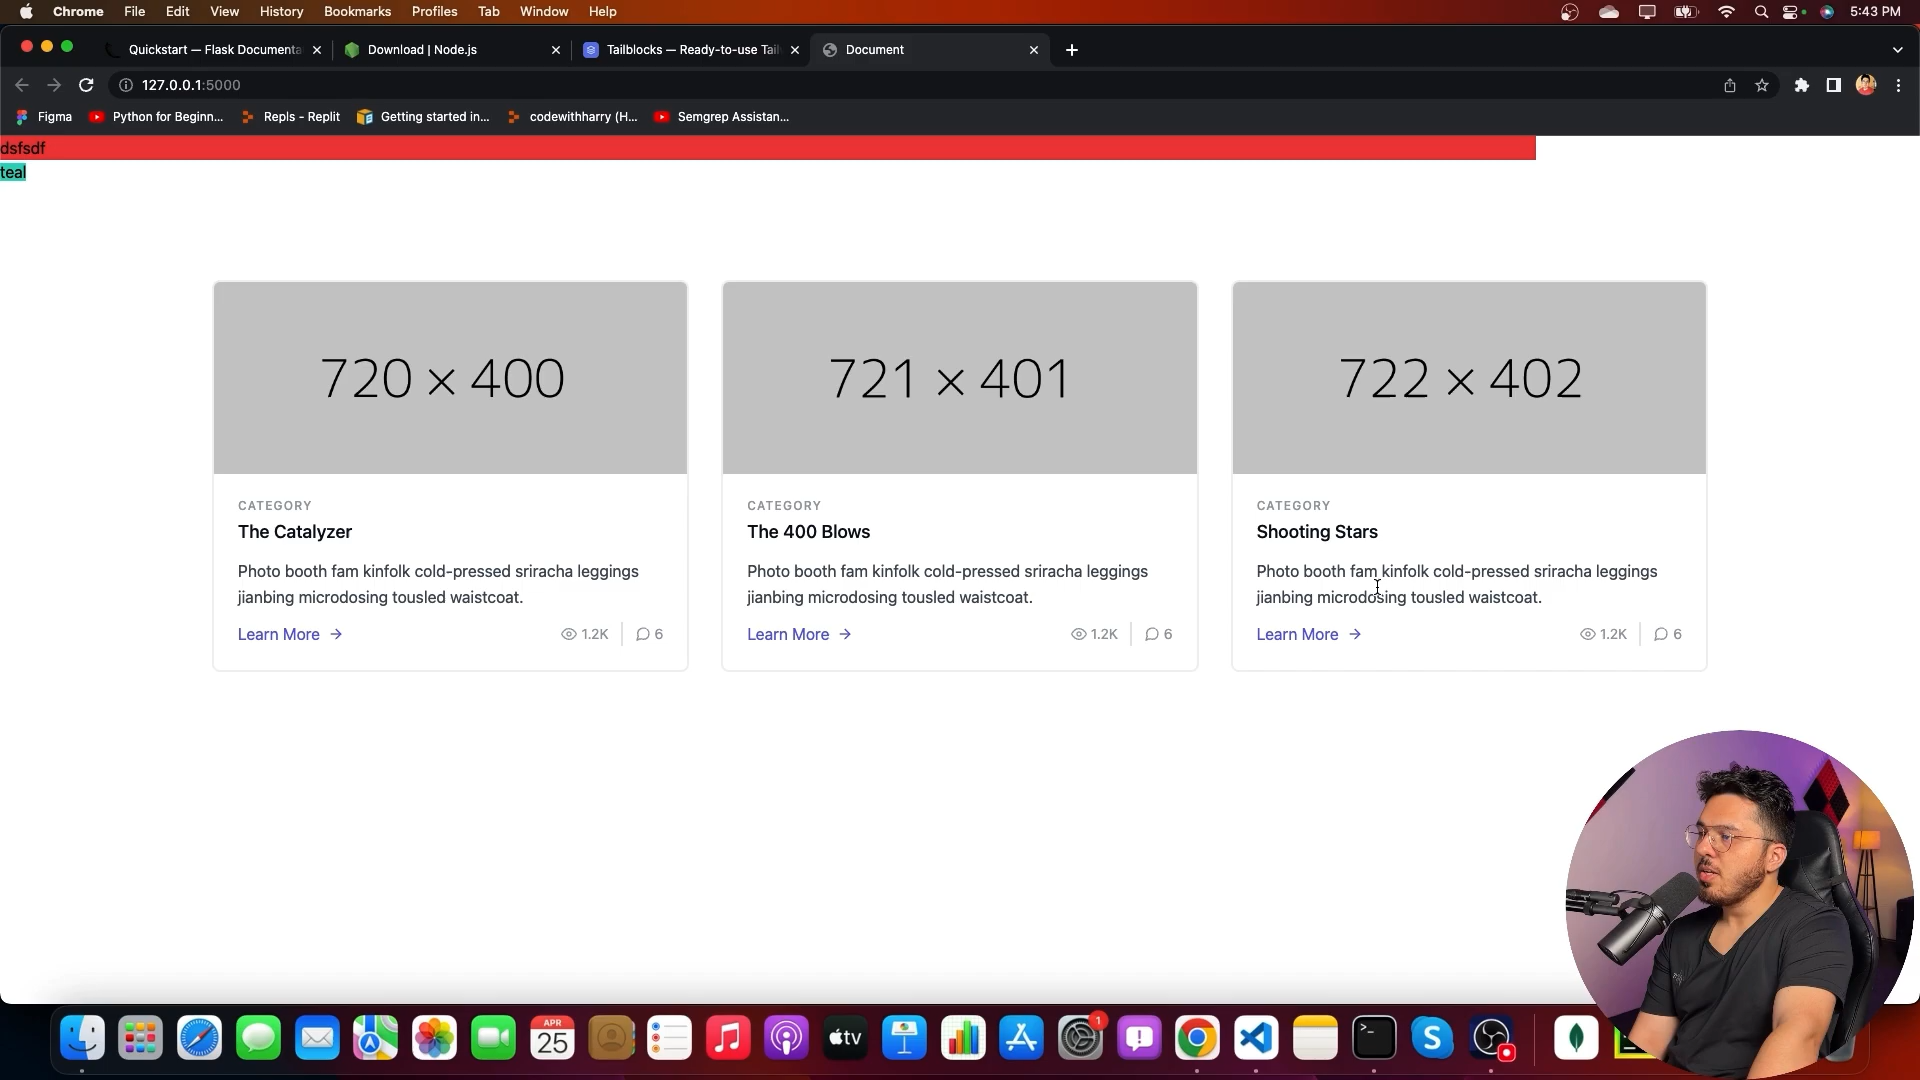 Chrome File Edit View History Bookmarks Profiles Tab Window Help 5:43 PM
Quickstart — Flask Documenta Download | Node.js Tailblocks — Ready-to-use Tail Document
127.0.0.1:5000
Figma Python for Beginn... Repls - Replit Getting started in... codewithharry (H... Semgrep Assistan...
dsfsdf
teal
720 × 400 721 × 401 722 × 402
CATEGORY CATEGORY CATEGORY
The Catalyzer The 400 Blows Shooting Stars
Photo booth fam kinfolk cold-pressed sriracha leggings Photo booth fam kinfolk cold-pressed sriracha leggings Photo booth fam kinfolk cold-pressed sriracha leggings
jianbing microdosing tousled waistcoat. jianbing microdosing tousled waistcoat. jianbing microdosing tousled waistcoat.
Learn More → 1.2K 6 Learn More → 1.2K 6 Learn More → 1.2K 6
APR
25
tv
1
>_
S